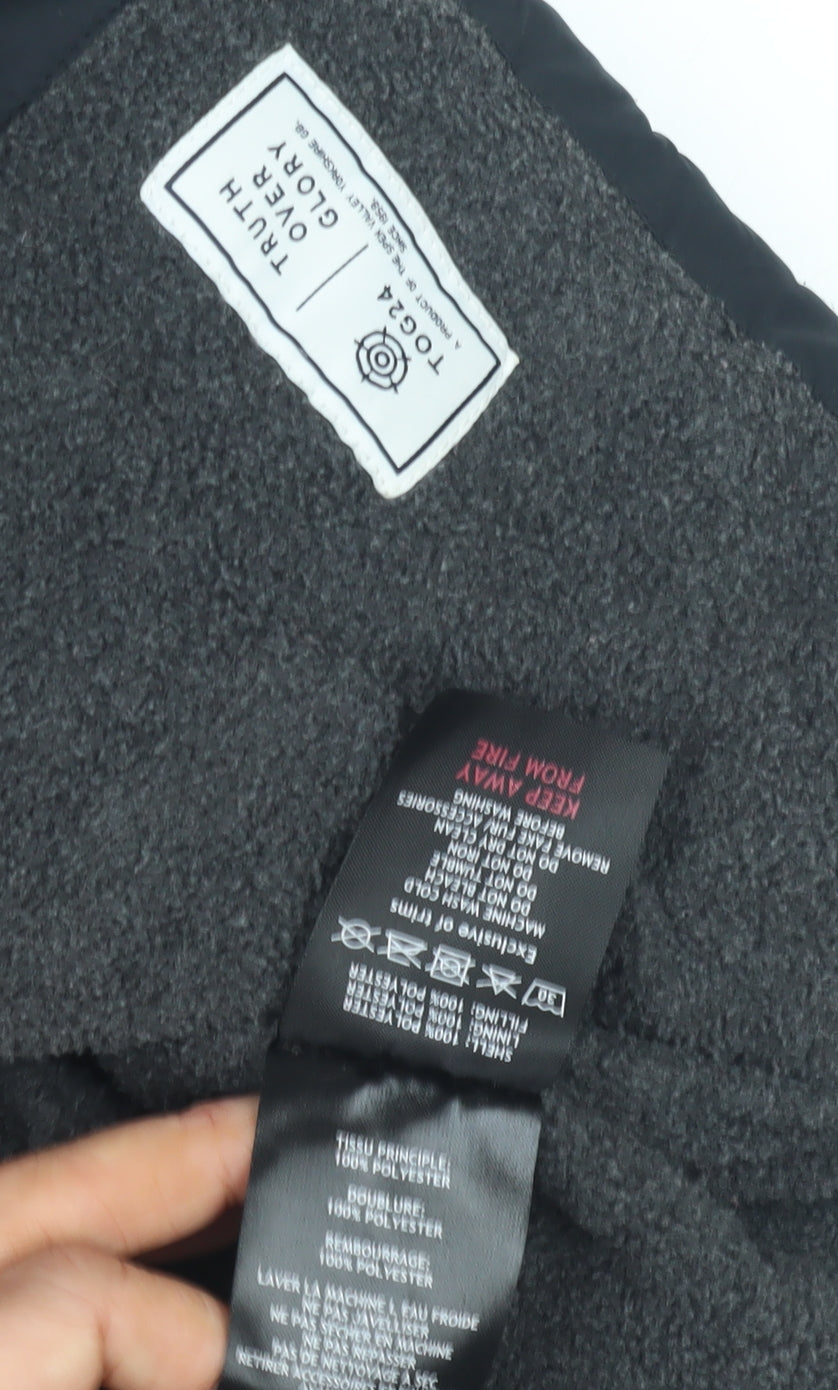 TRUTH
OVER
GLORY
TOG24
A PRODUCT OF THE SPEN VALLEY YORKSHIRE GB.
SINCE 1958.
SHELL: 100% POLYESTER
LINING: 100% POLYESTER
FILLING: 100% POLYESTER
30
Exclusive of trims
MACHINE WASH COLD
DO NOT BLEACH
DO NOT TUMBLE
DO NOT IRON
DO NOT DRY CLEAN
REMOVE FAKE FUR/ ACCESSORIES
BEFORE WASHING
KEEP AWAY
FROM FIRE
TISSU PRINCIPLE:
100% POLYESTER
DOUBLURE:
100% POLYESTER
REMBOURRAGE:
100% POLYESTER
LAVER LA MACHINE L EAU FROIDE
NE PAS JAVELLISER
NE PAS SECHER EN MACHINE
NE PAS REPASSER
PAS DE NETTOYAGE A SEC
RETIRER ACCESSOIRES